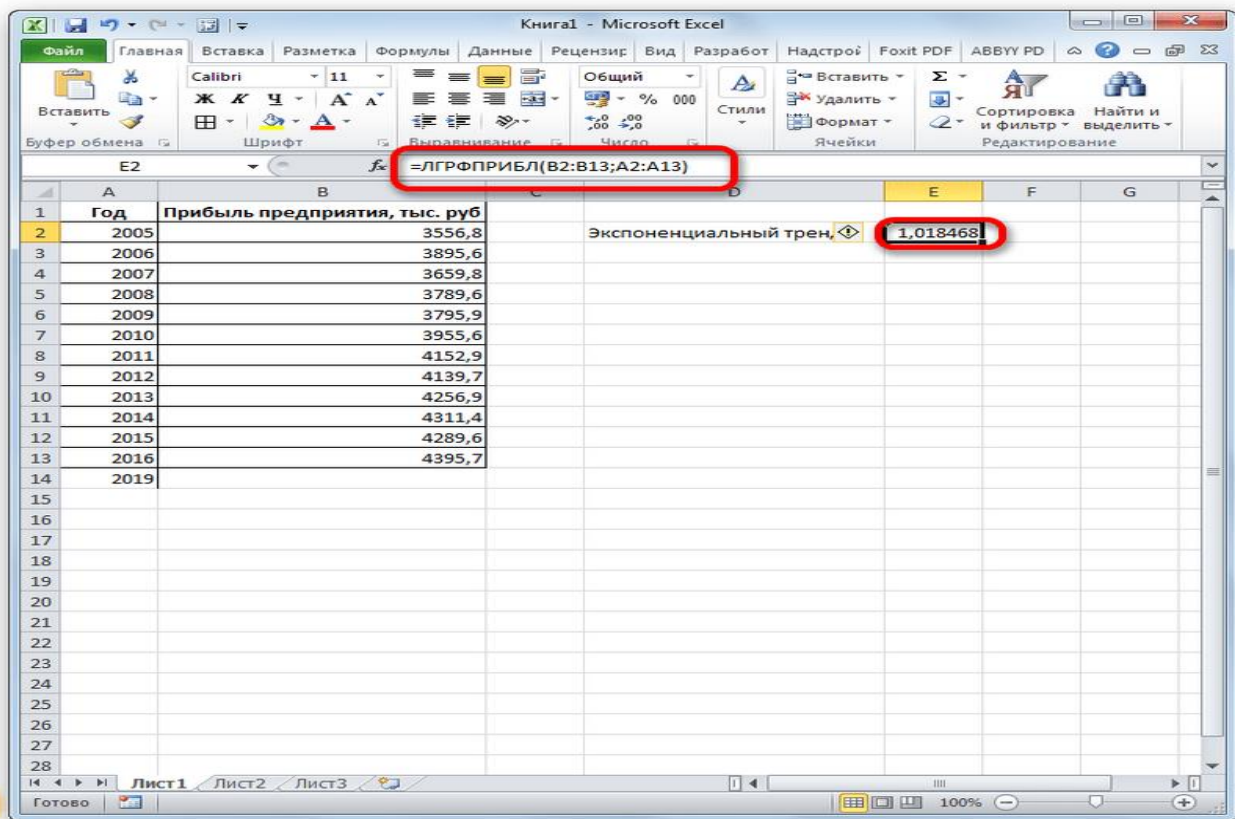 Книга1 - Microsoft Excel
Файл Главная Вставка Разметка Формулы Данные Рецензир Вид Разработ Надстрой Foxit PDF ABBYY PD
Calibri 11 Общий Вставить Σ
Вставить Ж К Ч А А % 000 Стили Удалить Сортировка и фильтр Найти и выделить
А ,00 ,00 Формат
Буфер обмена Шрифт Выравнивание Число Ячейки Редактирование
E2 fx =ЛГРФПРИБЛ(B2:B13;A2:A13)
A B C D E F G
1 Год Прибыль предприятия, тыс. руб
2 2005 3556,8 Экспоненциальный трен 1,018468
3 2006 3895,6
4 2007 3659,8
5 2008 3789,6
6 2009 3795,9
7 2010 3955,6
8 2011 4152,9
9 2012 4139,7
10 2013 4256,9
11 2014 4311,4
12 2015 4289,6
13 2016 4395,7
14 2019
15
16
17
18
19
20
21
22
23
24
25
26
27
28
Лист1 Лист2 Лист3
Готово 100%